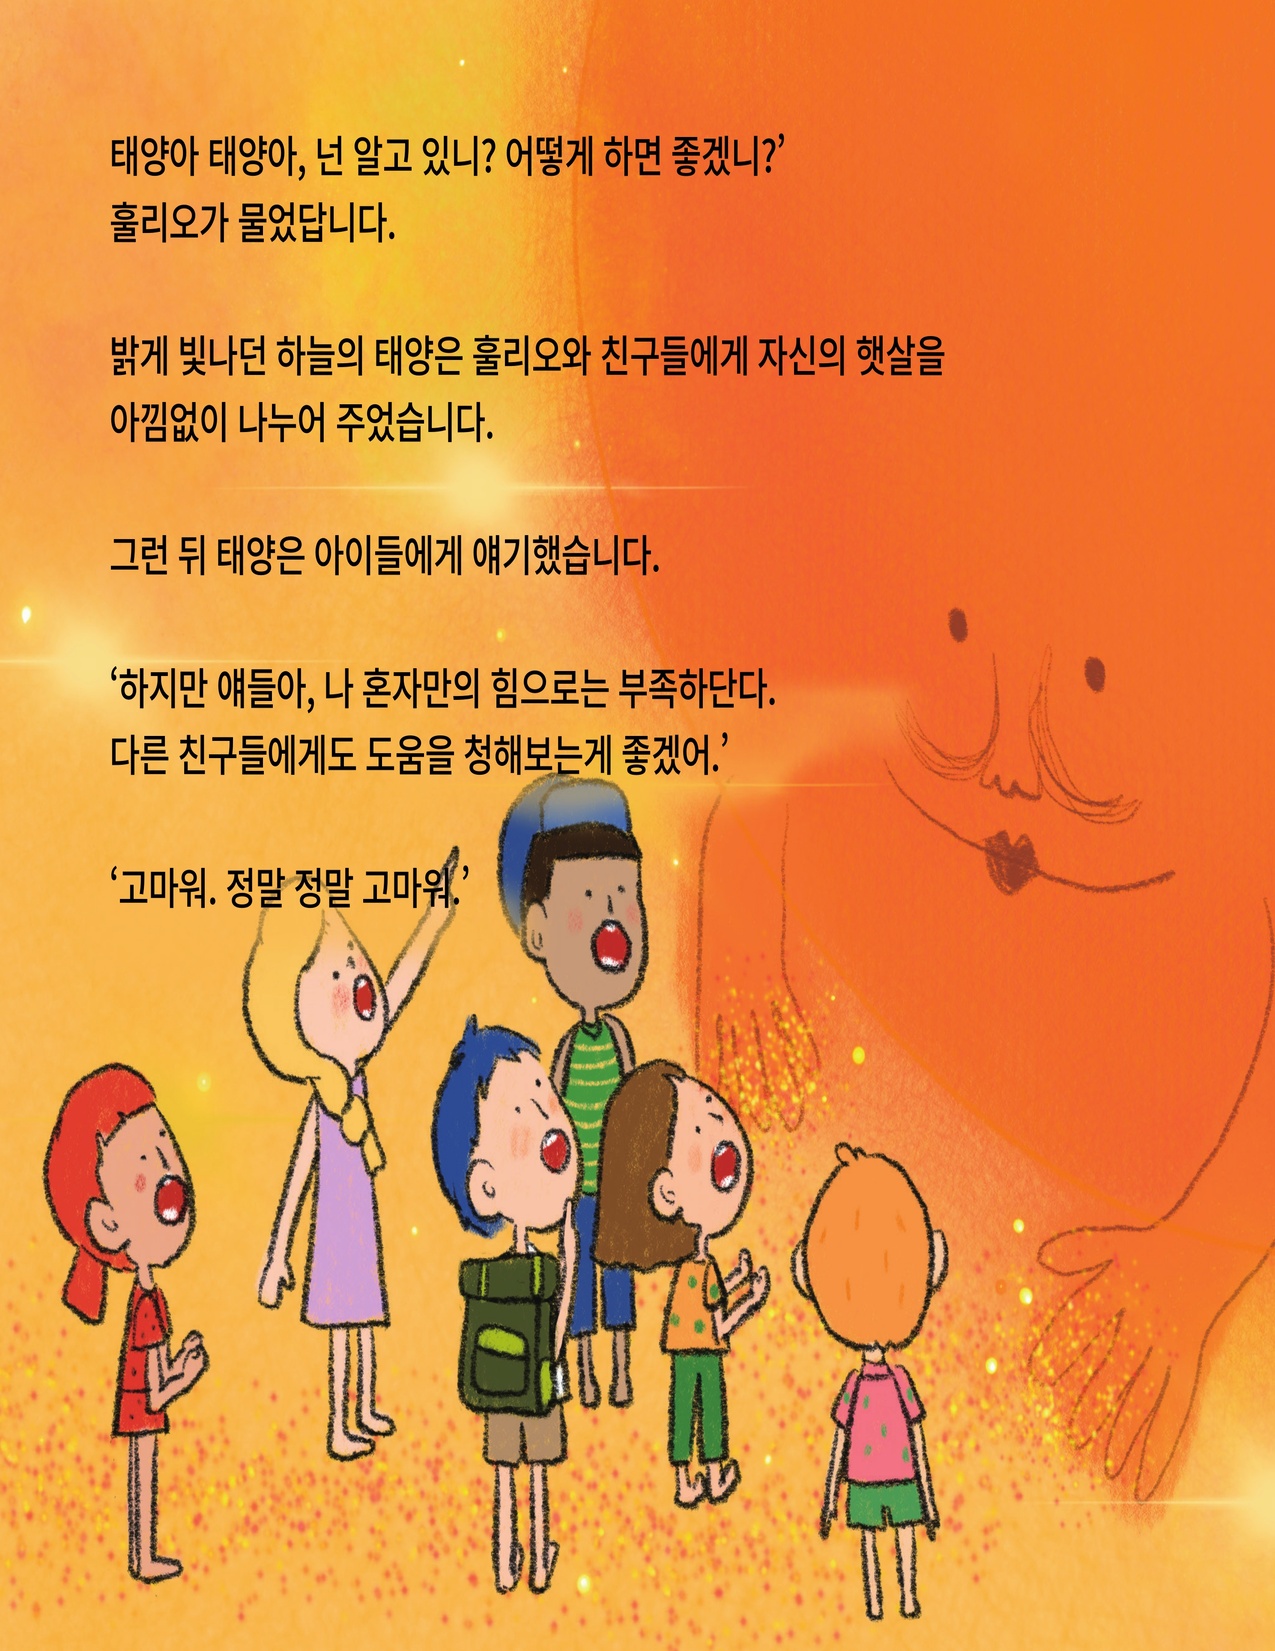 태양아 태양아, 넌 알고 있니? 어떻게 하면 좋겠니?’
훌리오가 물었답니다.
밝게 빛나던 하늘의 태양은 훌리오와 친구들에게 자신의 햇살을
아낌없이 나누어 주었습니다.
그런 뒤 태양은 아이들에게 얘기했습니다.
‘하지만 얘들아, 나 혼자만의 힘으로는 부족하단다.
다른 친구들에게도 도움을 청해보는게 좋겠어.’
‘고마워. 정말 정말 고마워.’